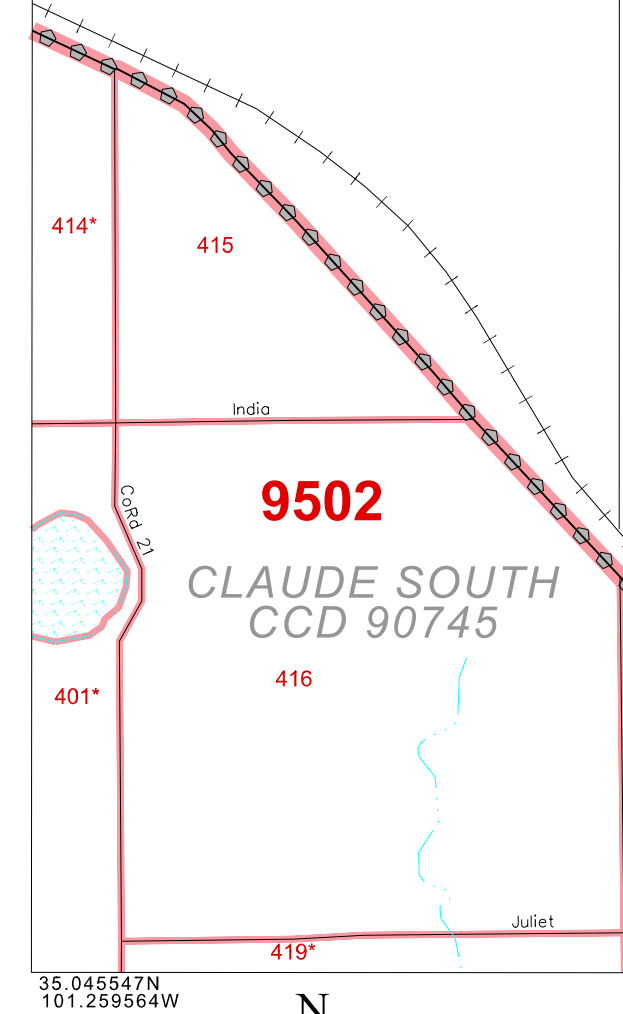 414*
415
India
9502
CoRd 21
CLAUDE SOUTH
CCD 90745
416
401*
Juliet
419*
35.045547N
101.259564W
N